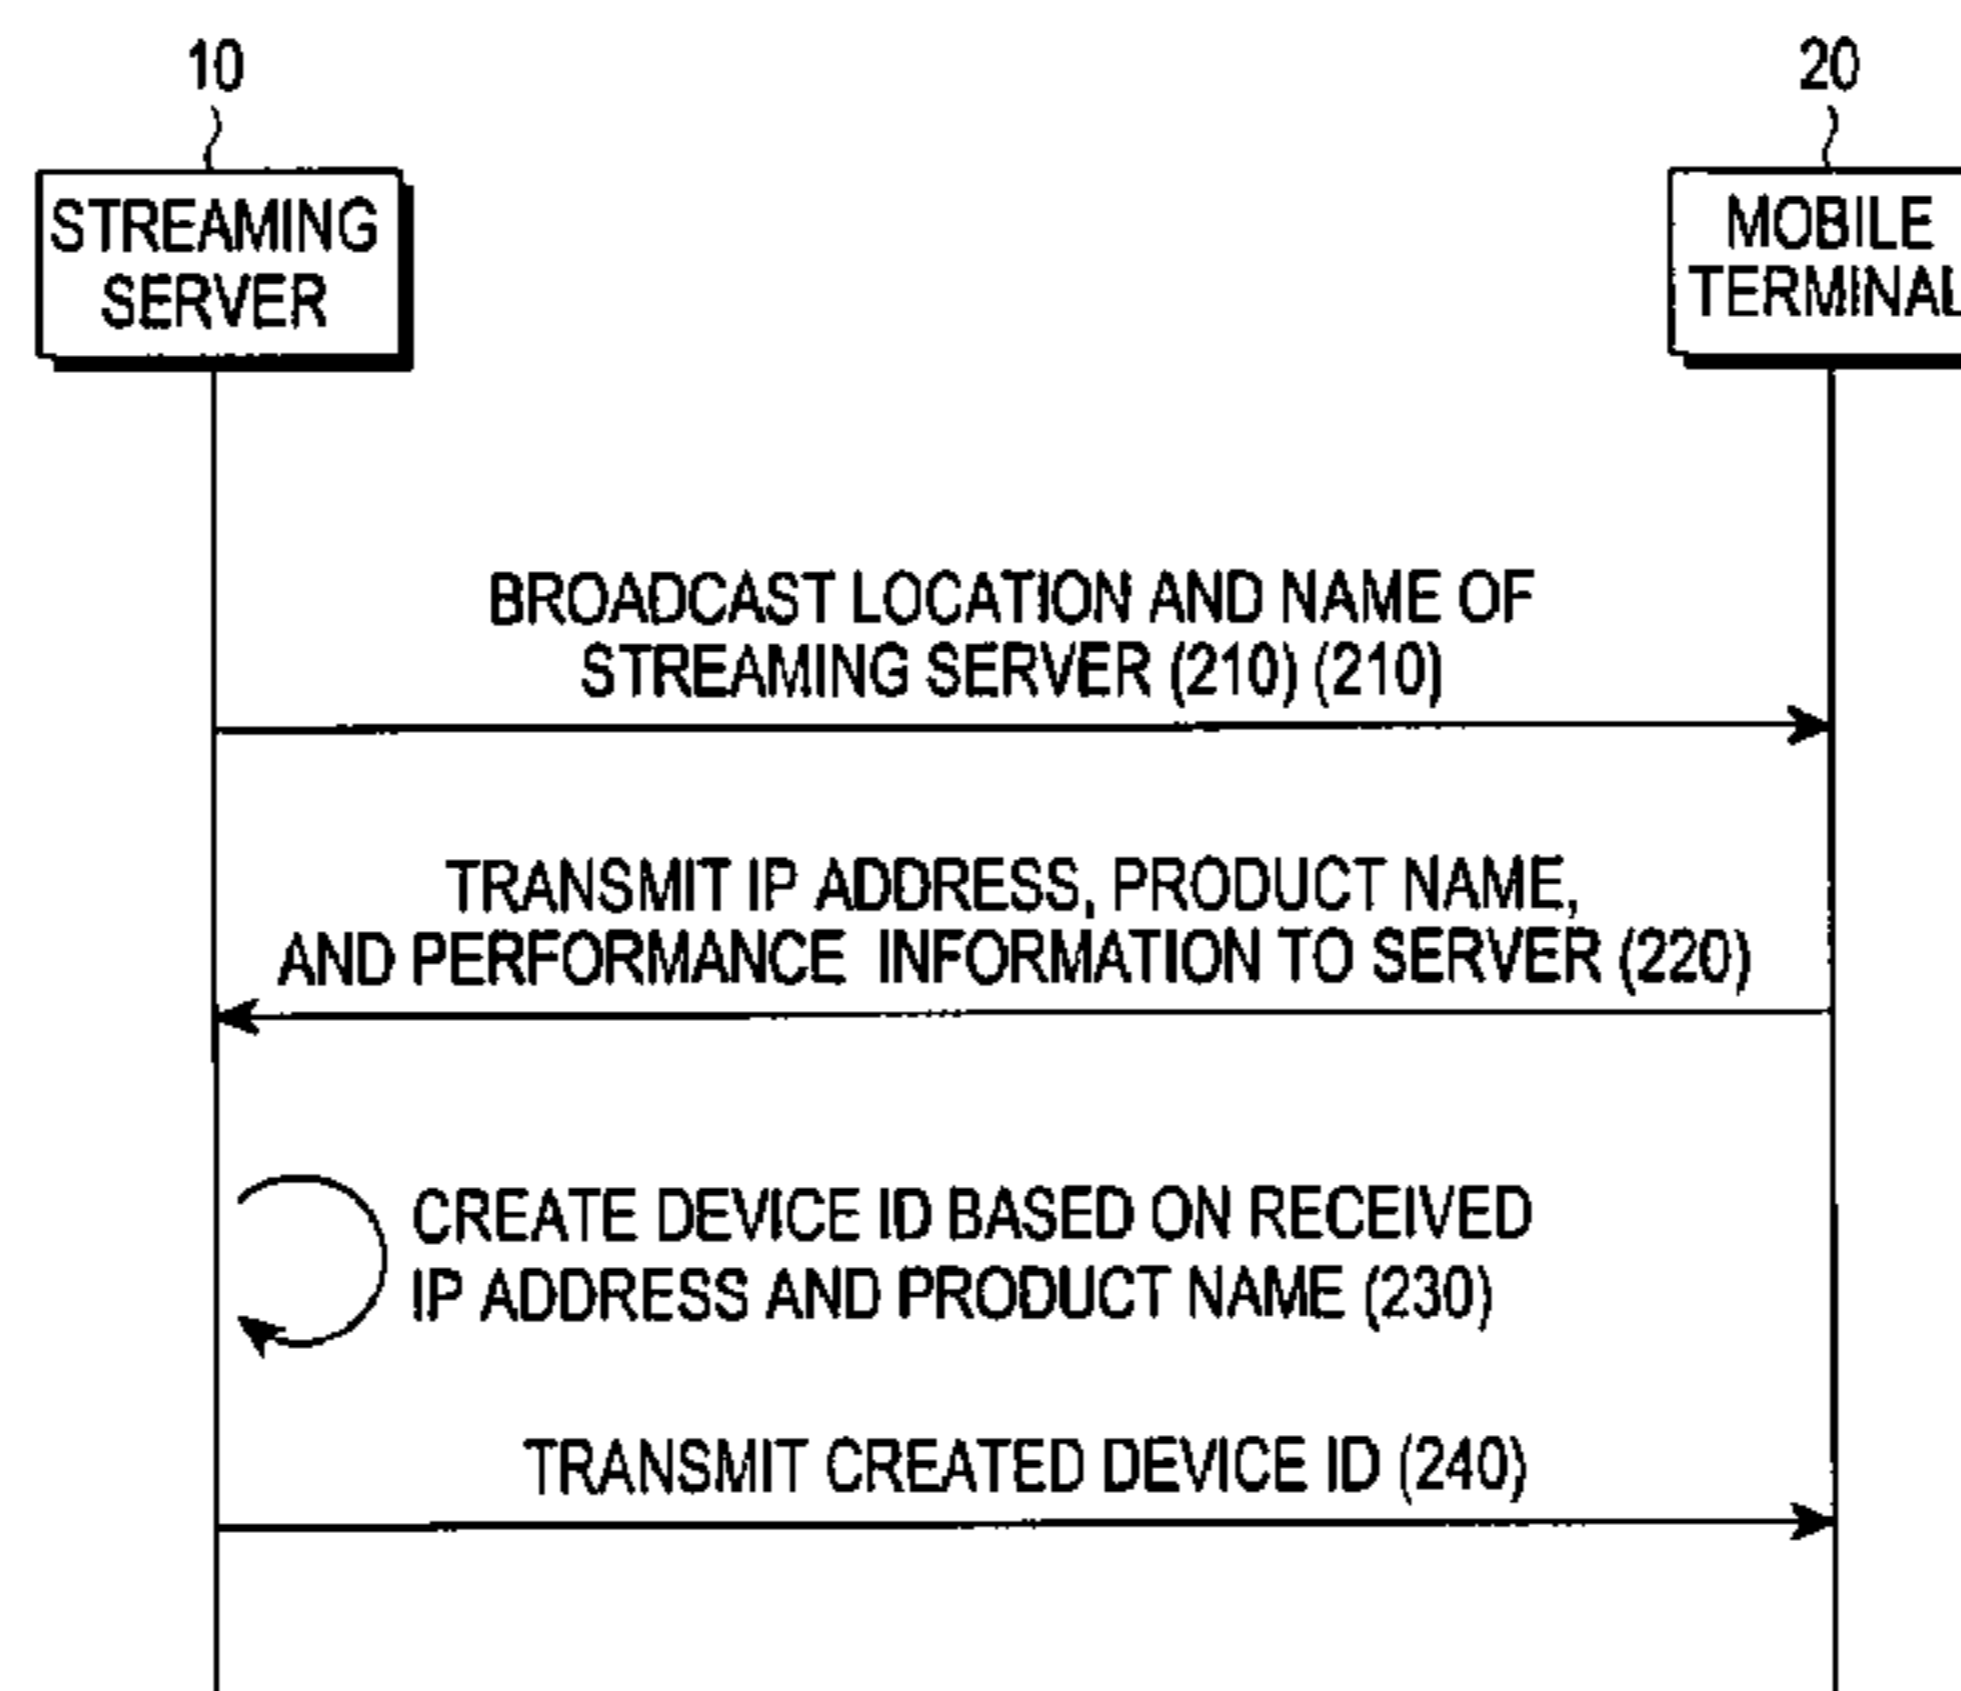 10
20
STREAMING
SERVER
MOBILE
TERMINAL
BROADCAST LOCATION AND NAME OF
STREAMING SERVER (210) (210)
TRANSMIT IP ADDRESS, PRODUCT NAME,
AND PERFORMANCE INFORMATION TO SERVER (220)
CREATE DEVICE ID BASED ON RECEIVED
IP ADDRESS AND PRODUCT NAME (230)
TRANSMIT CREATED DEVICE ID (240)